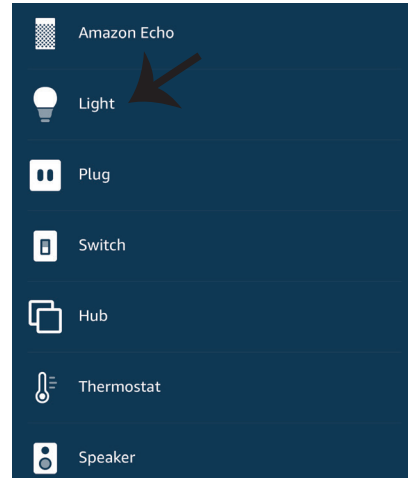 Amazon Echo
Light
Plug
Switch
Hub
Thermostat
Speaker